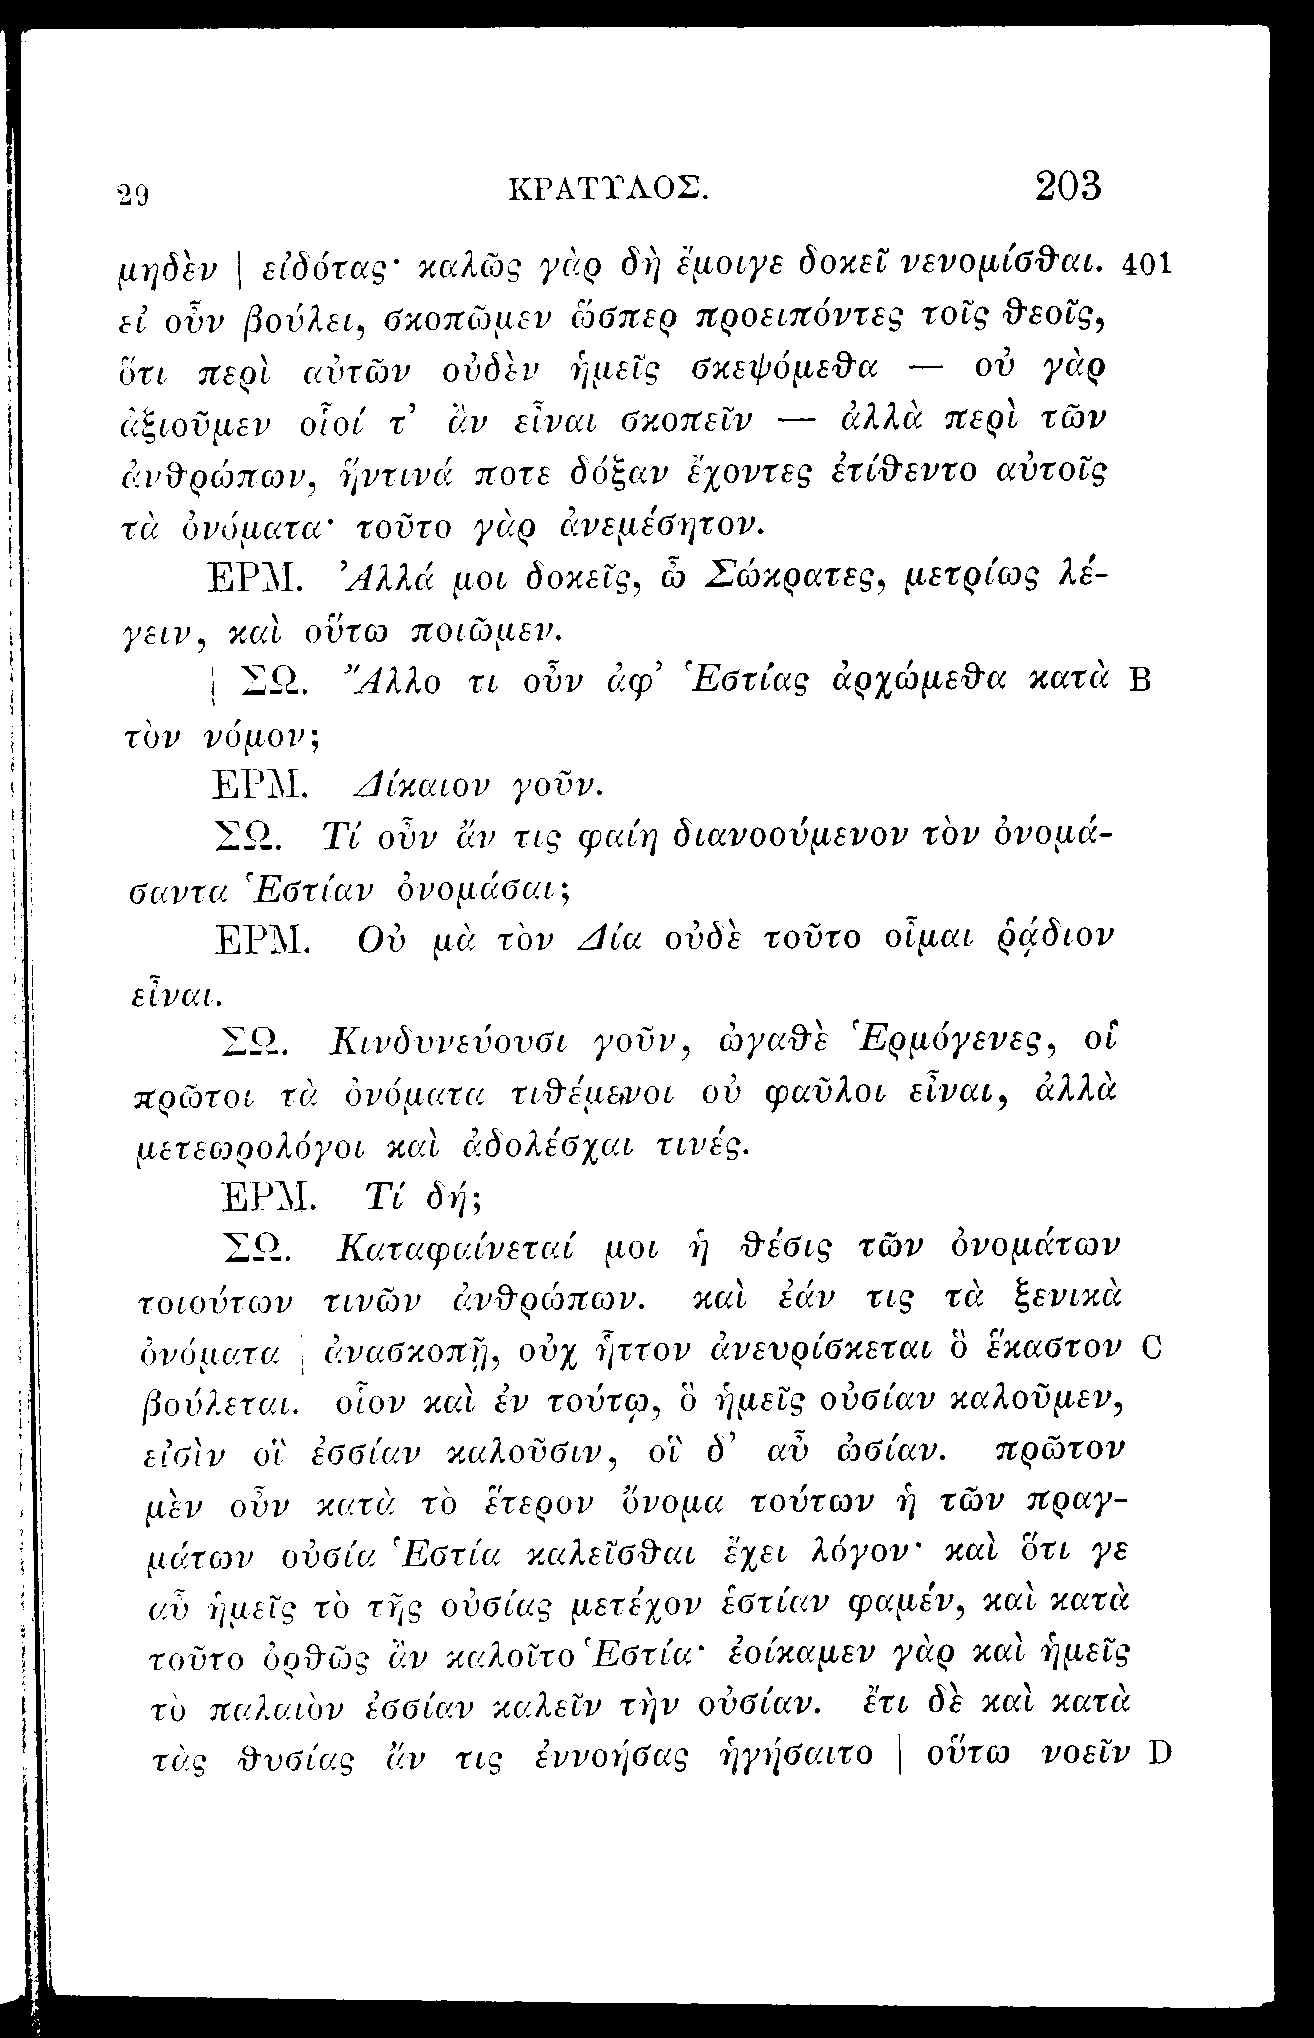 29 ΚΡΑΤΥΛΟΣ. 203
μηδὲν | εἰδότας· καλῶς γὰρ δὴ ἔμοιγε δοκεῖ νενομίσθαι. 401
εἰ οὖν βούλει, σκοπῶμεν ὥσπερ προειπόντες τοῖς θεοῖς,
ὅτι περὶ αὐτῶν οὐδὲν ἡμεῖς σκεψόμεθα — οὐ γὰρ
ἀξιοῦμεν οἷοί τ’ ἂν εἶναι σκοπεῖν — ἀλλὰ περὶ τῶν
ἀνθρώπων, ἥντινά ποτε δόξαν ἔχοντες ἐτίθεντο αὐτοῖς
τὰ ὀνόματα· τοῦτο γὰρ ἀνεμέσητον.
ΕΡΜ. Ἀλλά μοι δοκεῖς, ὦ Σώκρατες, μετρίως λέ-
γειν, καὶ οὕτω ποιῶμεν.
| ΣΩ. Ἄλλο τι οὖν ἀφ’ Ἑστίας ἀρχώμεθα κατὰ B
τὸν νόμον;
ΕΡΜ. Δίκαιον γοῦν.
ΣΩ. Τί οὖν ἄν τις φαίη διανοούμενον τὸν ὀνομά-
σαντα Ἑστίαν ὀνομάσαι;
ΕΡΜ. Οὐ μὰ τὸν Δία οὐδὲ τοῦτο οἶμαι ῥᾴδιον
εἶναι.
ΣΩ. Κινδυνεύουσι γοῦν, ὠγαθὲ Ἑρμόγενες, οἱ
πρῶτοι τὰ ὀνόματα τιθέμενοι οὐ φαῦλοι εἶναι, ἀλλὰ
μετεωρολόγοι καὶ ἀδολέσχαι τινές.
ΕΡΜ. Τί δή;
ΣΩ. Καταφαίνεταί μοι ἡ θέσις τῶν ὀνομάτων
τοιούτων τινῶν ἀνθρώπων. καὶ ἐάν τις τὰ ξενικὰ
ὀνόματα | ἀνασκοπῇ, οὐχ ἧττον ἀνευρίσκεται ὃ ἕκαστον C
βούλεται. οἷον καὶ ἐν τούτῳ, ὃ ἡμεῖς οὐσίαν καλοῦμεν,
εἰσὶν οἳ ἐσσίαν καλοῦσιν, οἳ δ’ αὖ ὠσίαν. πρῶτον
μὲν οὖν κατὰ τὸ ἕτερον ὄνομα τούτων ἡ τῶν πραγ-
μάτων οὐσία Ἑστία καλεῖσθαι ἔχει λόγον· καὶ ὅτι γε
αὖ ἡμεῖς τὸ τῆς οὐσίας μετέχον ἑστίαν φαμέν, καὶ κατὰ
τοῦτο ὀρθῶς ἂν καλοῖτο Ἑστία· ἐοίκαμεν γὰρ καὶ ἡμεῖς
τὸ παλαιὸν ἐσσίαν καλεῖν τὴν οὐσίαν. ἔτι δὲ καὶ κατὰ
τὰς θυσίας ἄν τις ἐννοήσας ἡγήσαιτο | οὕτω νοεῖν D